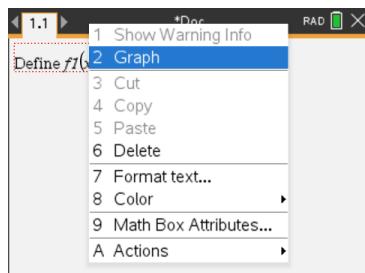 1.1 *Doc RAD
1 Show Warning Info
Define f1(x
2 Graph
3 Cut
4 Copy
5 Paste
6 Delete
7 Format text...
8 Color
9 Math Box Attributes...
A Actions